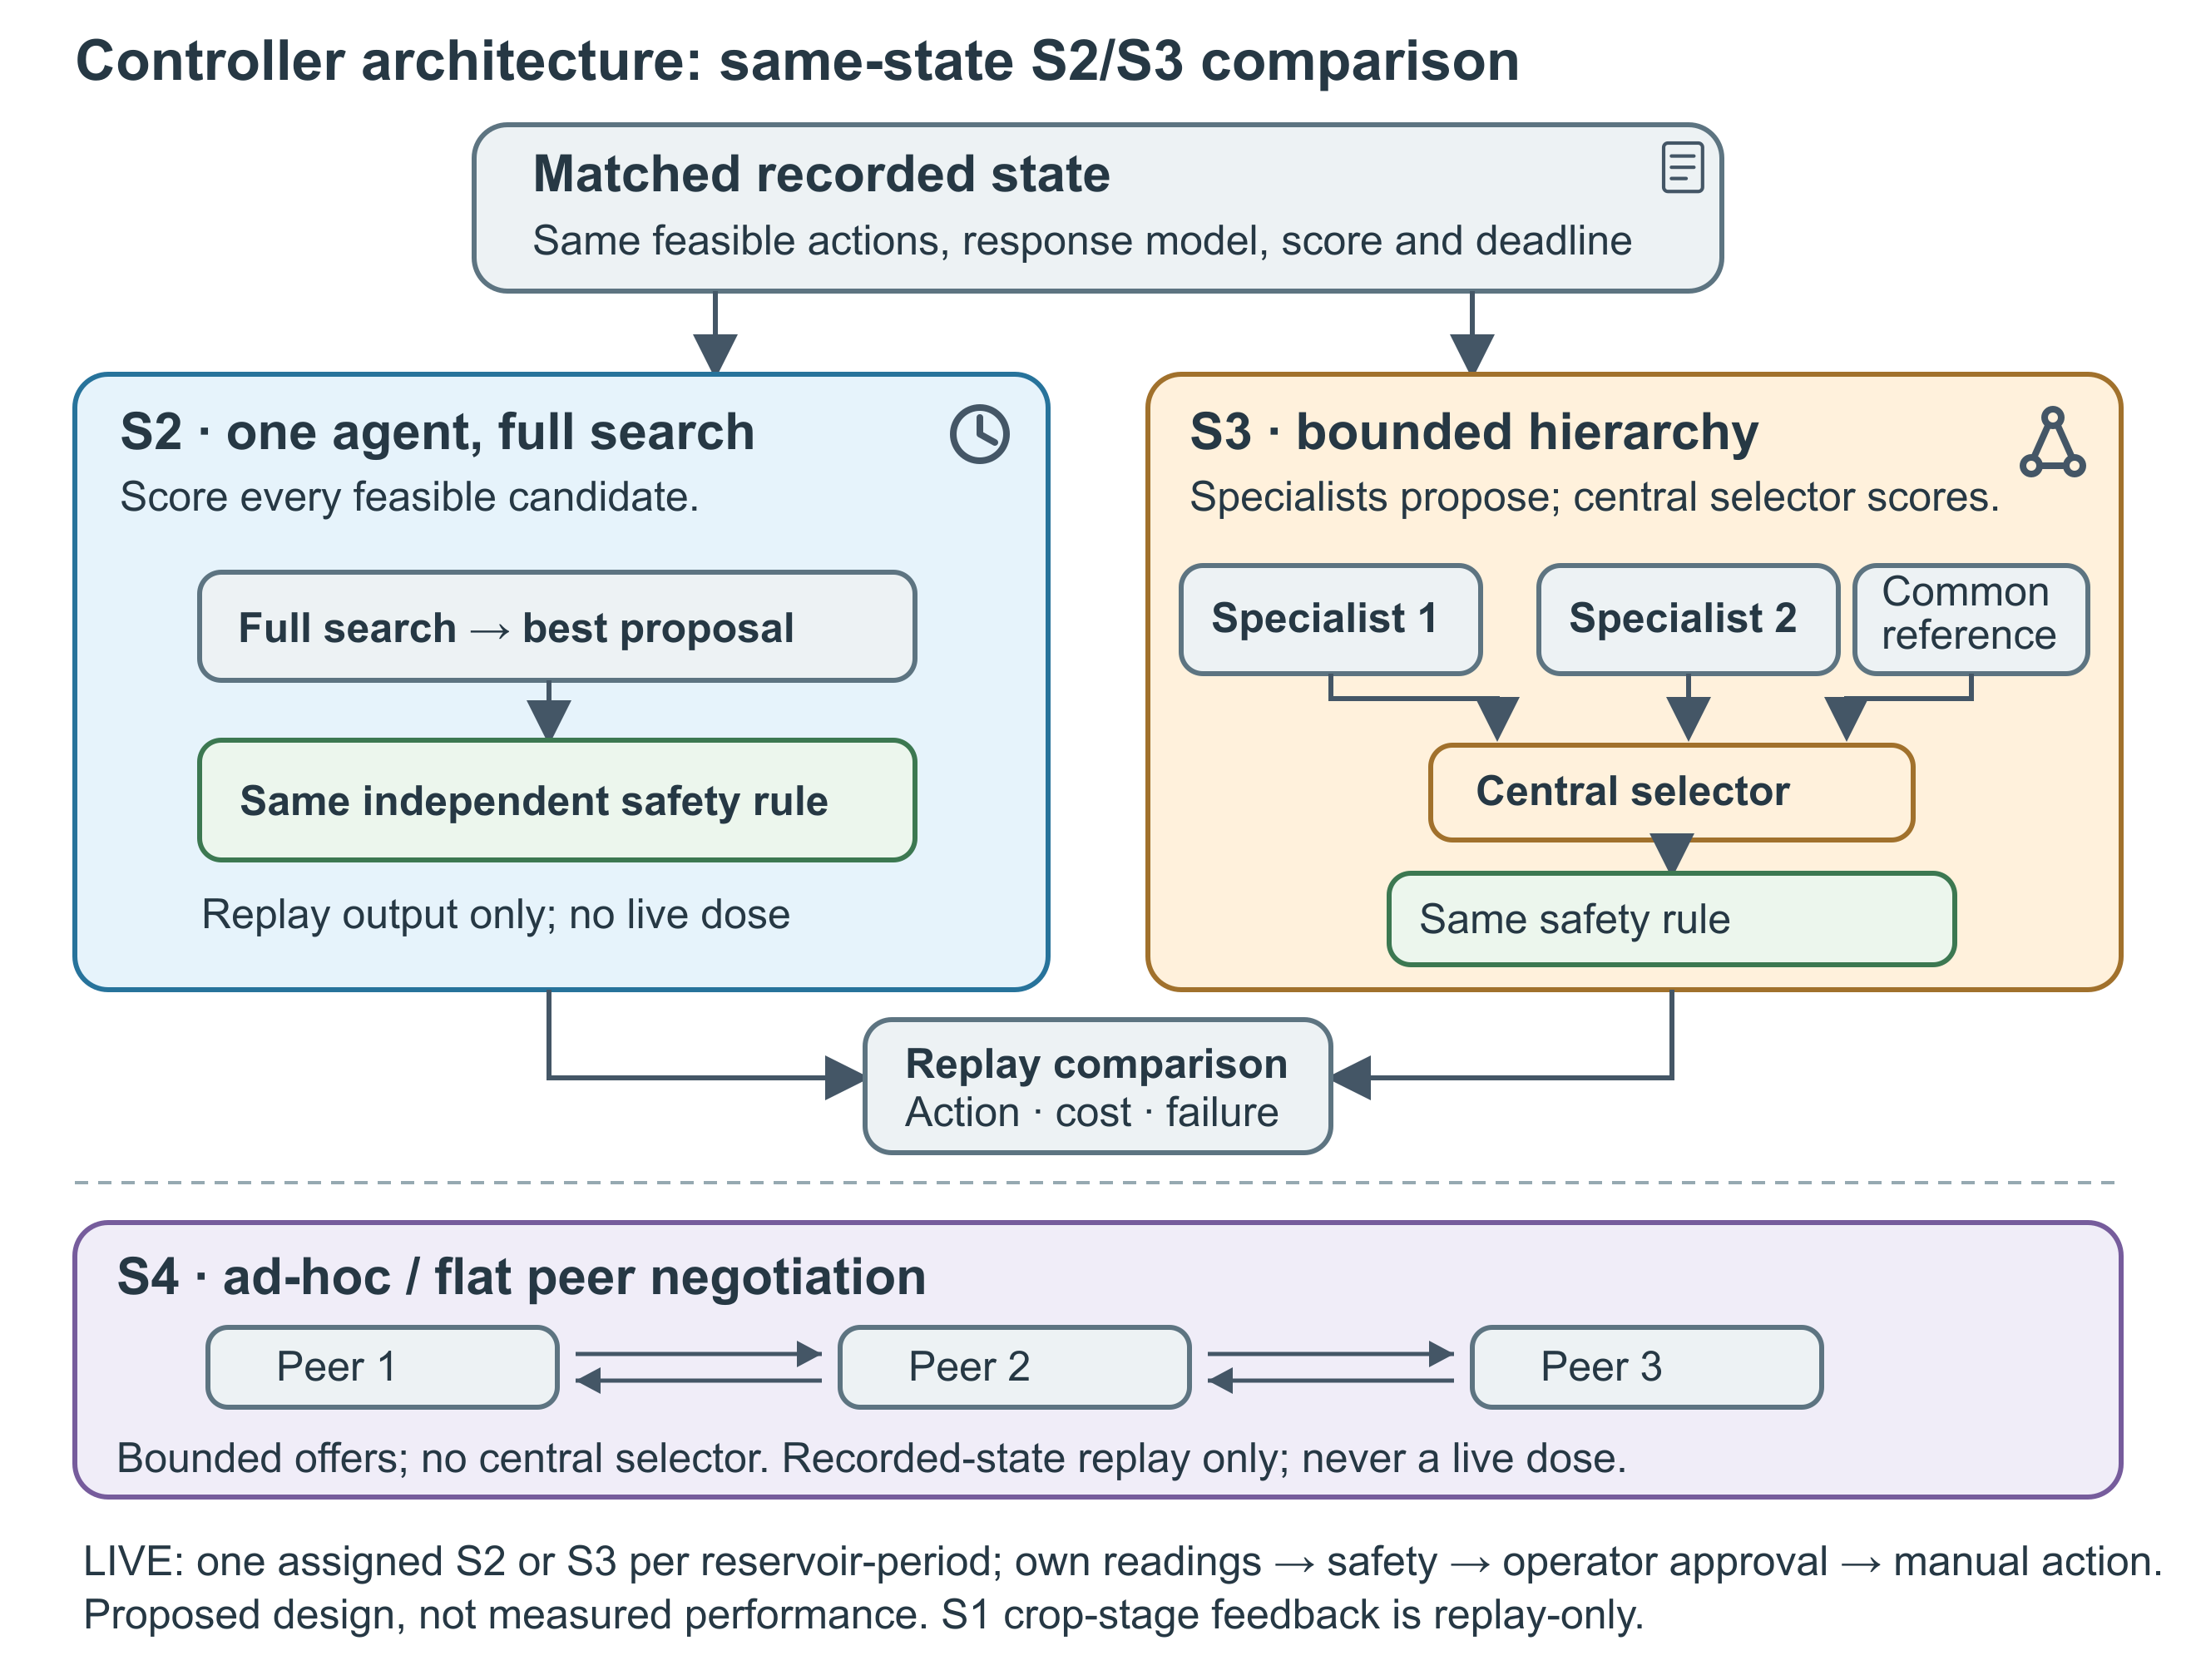 Controller architecture: same-state S2/S3 comparison
Matched recorded state
Same feasible actions, response model, score and deadline
S2 · one agent, full search
Score every feasible candidate.
Full search → best proposal
Same independent safety rule
Replay output only; no live dose
S3 · bounded hierarchy
Specialists propose; central selector scores.
Specialist 1
Specialist 2
Common
reference
Central selector
Same safety rule
Replay comparison
Action · cost · failure
S4 · ad-hoc / flat peer negotiation
Peer 1
Peer 2
Peer 3
Bounded offers; no central selector. Recorded-state replay only; never a live dose.
LIVE: one assigned S2 or S3 per reservoir-period; own readings → safety → operator approval → manual action.
Proposed design, not measured performance. S1 crop-stage feedback is replay-only.